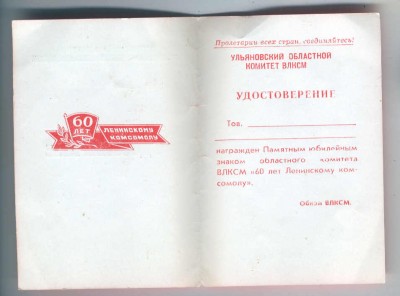 60
ЛЕТ
ЛЕНИНСКОМУ
КОМСОМОЛУ
Пролетарии всех стран, соединяйтесь!
УЛЬЯНОВСКИЙ ОБЛАСТНОЙ
КОМИТЕТ ВЛКСМ
УДОСТОВЕРЕНИЕ
Тов.
награжден Памятным юбилейным
знаком областного комитета
ВЛКСМ «60 лет Ленинскому ком-
сомолу».
Обком ВЛКСМ.